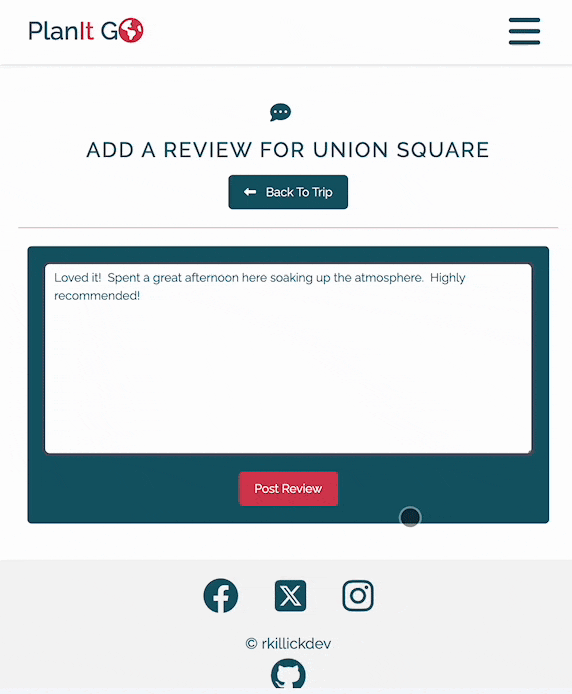 PlanIt G
ADD A REVIEW FOR UNION SQUARE
Back To Trip
Loved it!  Spent a great afternoon here soaking up the atmosphere.  Highly
recommended!
Post Review
© rkillickdev